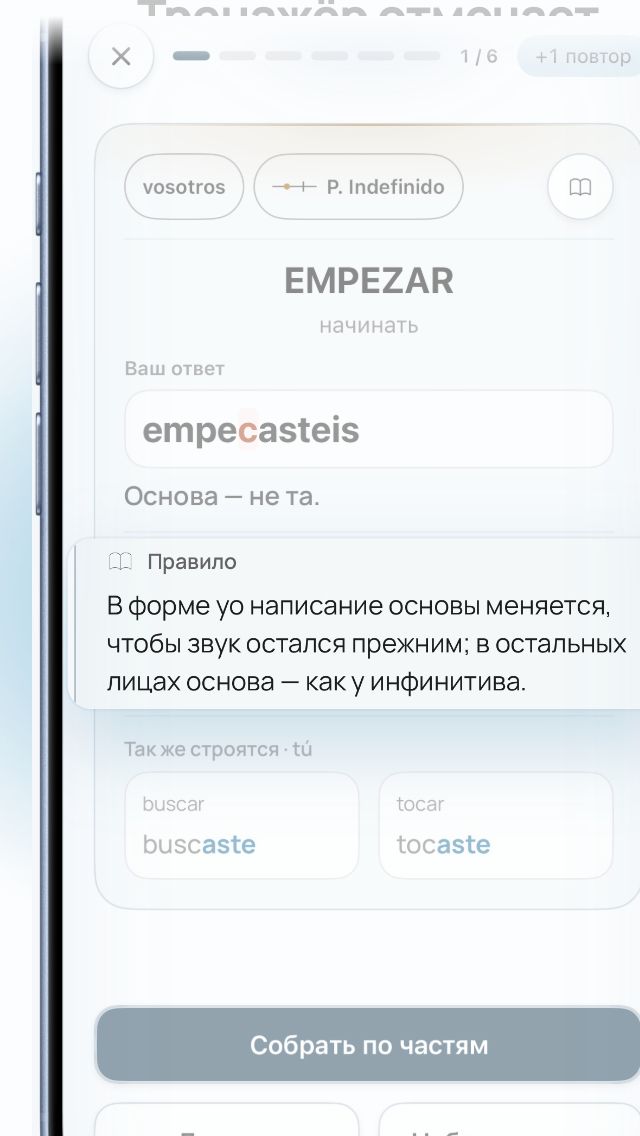 Тренажёр отмечает
1 / 6
+1 повтор
vosotros
P. Indefinido
EMPEZAR
начинать
Ваш ответ
empecasteis
Основа — не та.
Правило
В форме yo написание основы меняется,
чтобы звук остался прежним; в остальных
лицах основа — как у инфинитива.
Так же строятся · tú
buscar
tocar
buscaste
tocaste
Собрать по частям